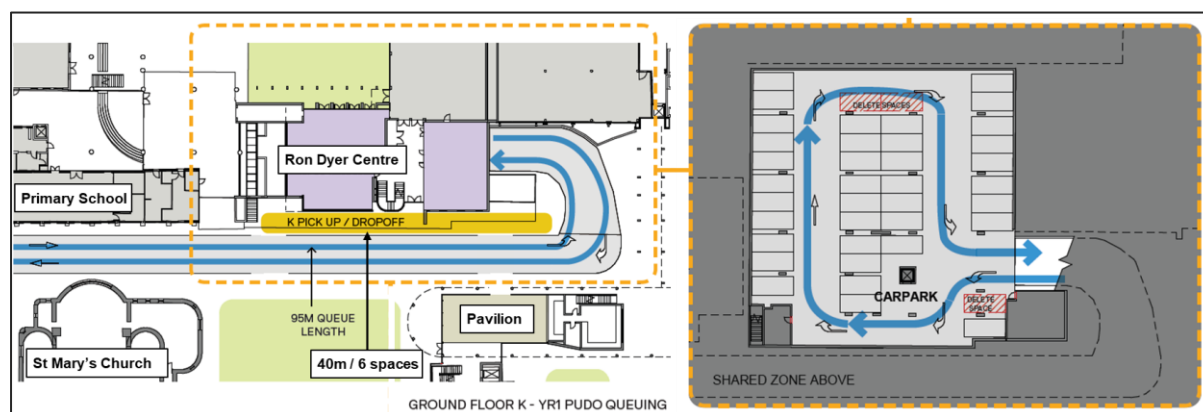 Ron Dyer Centre
Primary School
K PICK UP / DROPOFF
95M QUEUE
LENGTH
Pavilion
St Mary's Church
40m / 6 spaces
GROUND FLOOR K - YR1 PUDO QUEUING
DELETE SPACES
CARPARK
DELETE
SPACE
SHARED ZONE ABOVE